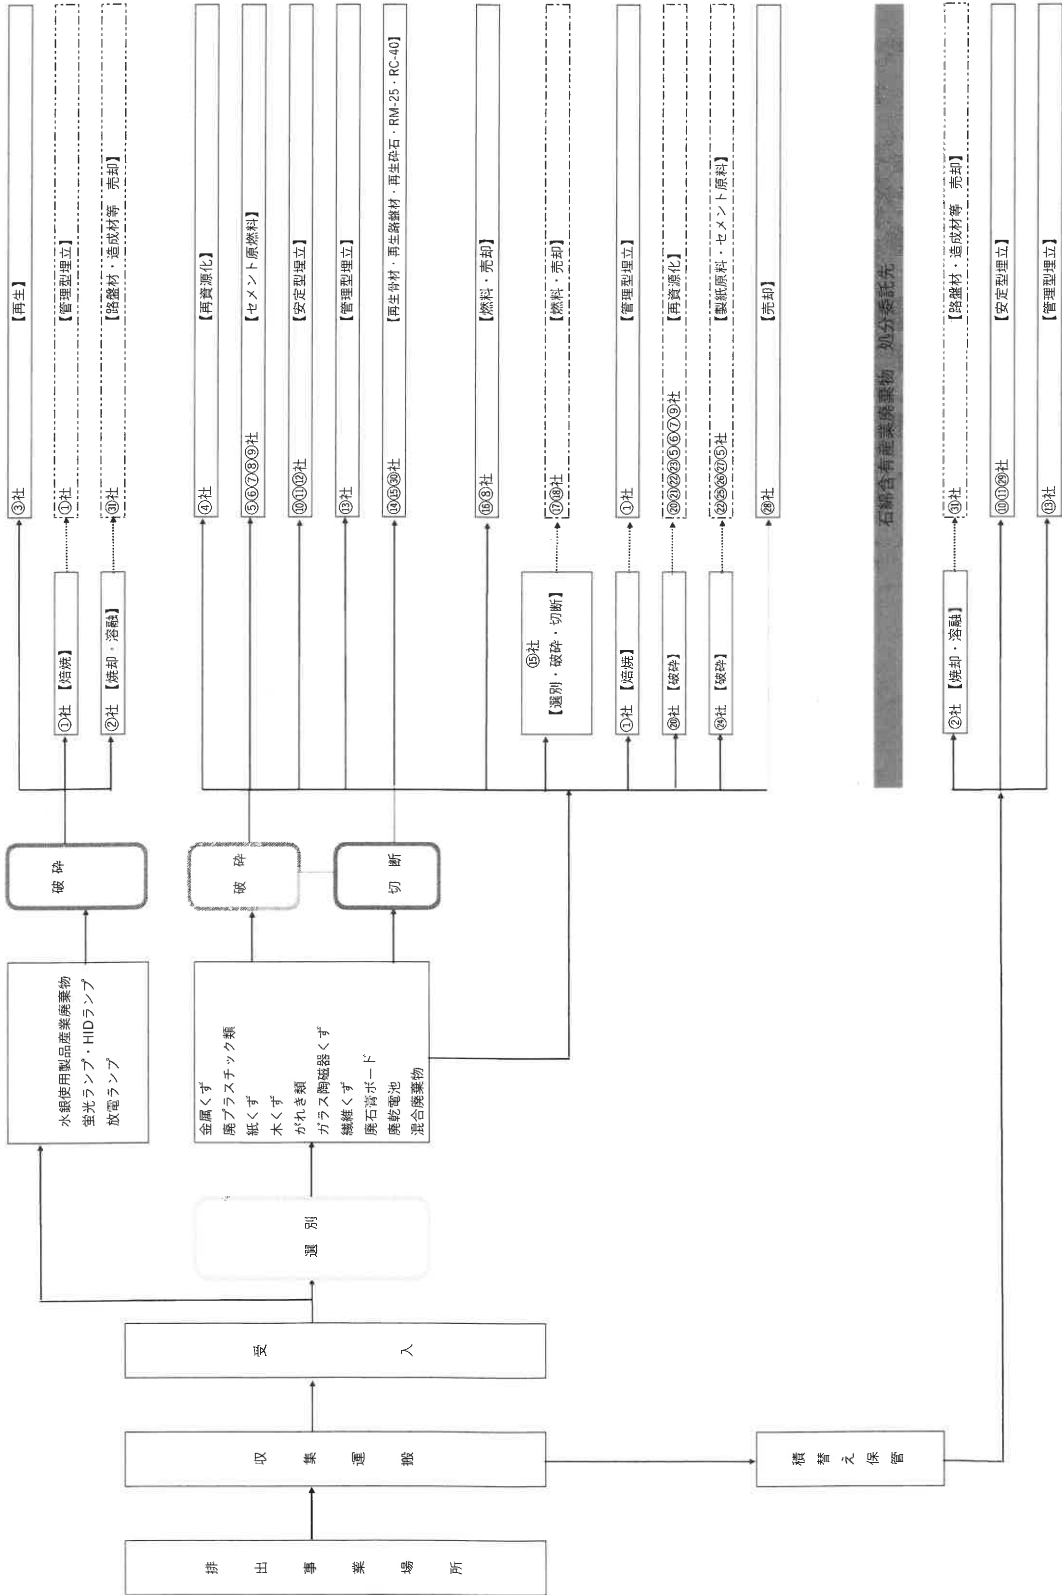 排出事業場所
収集運搬
受入
選別
積替え保管
水銀使用製品産業廃棄物
蛍光ランプ・HIDランプ
放電ランプ
金属くず
廃プラスチック類
紙くず
木くず
がれき類
ガラス陶磁器くず
繊維くず
廃石膏ボード
廃乾電池
混合廃棄物
破砕
破砕
切断
③社 【再生】
①社 【焙焼】
①社 【管理型埋立】
②社 【焼却・溶融】
㉛社 【路盤材・造成材等 売却】
④社 【再資源化】
⑤⑥⑦⑧⑨社 【セメント原燃料】
⑩⑪⑫社 【安定型埋立】
⑬社 【管理型埋立】
⑭⑮㉚社 【再生骨材・再生路盤材・再生砕石・RM-25・RC-40】
⑯⑧社 【燃料・売却】
⑮社
【選別・破砕・切断】
⑰⑱社 【燃料・売却】
①社 【焙焼】
①社 【管理型埋立】
⑳社 【破砕】
⑳㉑㉒㉓⑤⑥⑦⑨社 【再資源化】
㉔社 【破砕】
㉒㉕㉖㉗⑤社 【製紙原料・セメント原料】
㉘社 【売却】
石綿含有産業廃棄物 処分委託先
②社 【焼却・溶融】
㉛社 【路盤材・造成材等 売却】
⑩⑪㉙社 【安定型埋立】
⑬社 【管理型埋立】